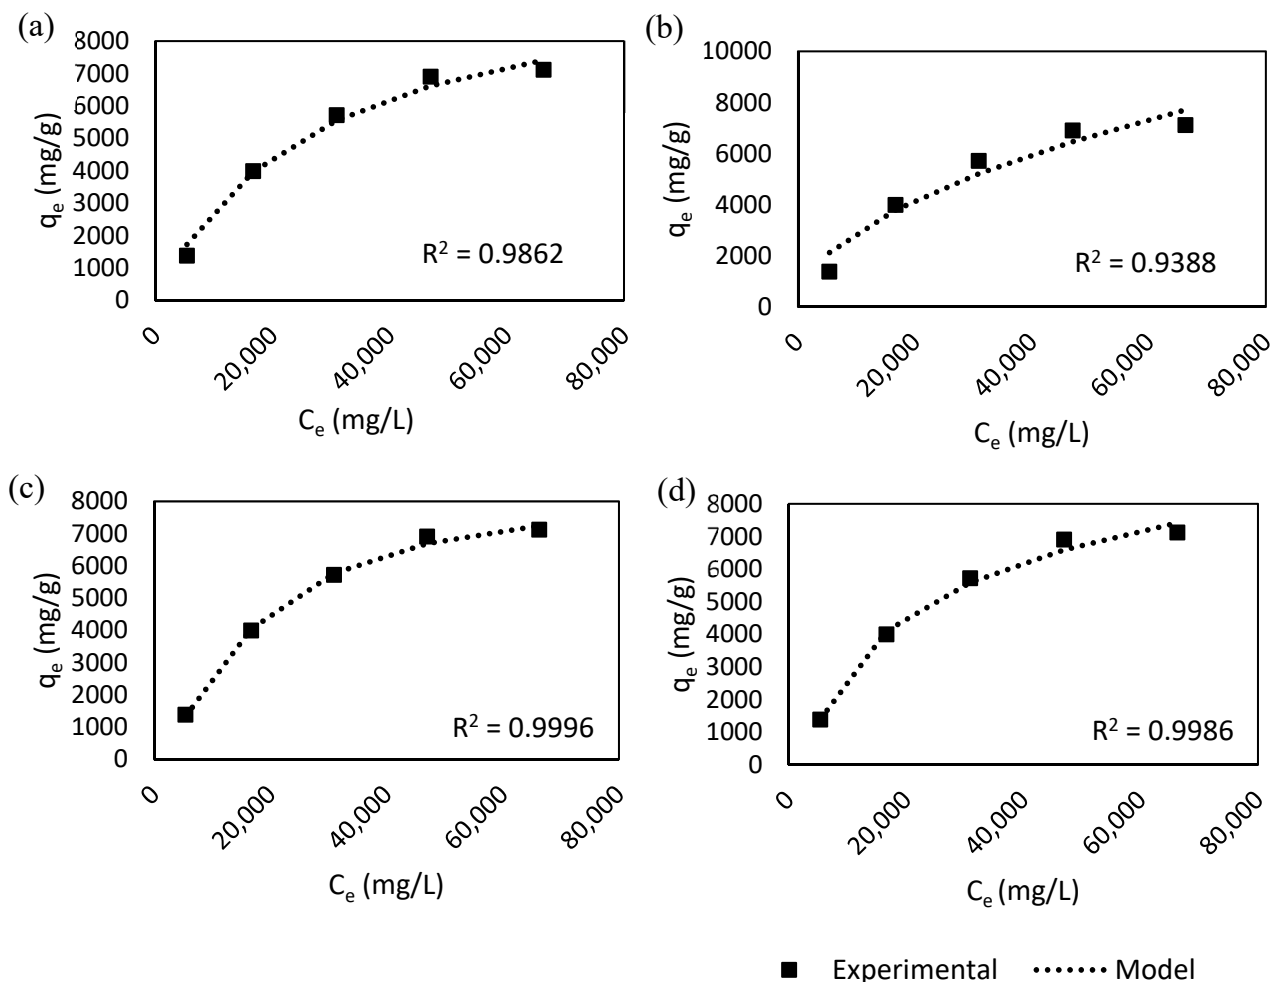 (a)
8000
7000
6000
5000
4000
3000
2000
1000
0
qe (mg/g)
R² = 0.9862
0
20,000
40,000
60,000
80,000
Ce (mg/L)
(b)
10000
8000
6000
4000
2000
0
qe (mg/g)
R² = 0.9388
0
20,000
40,000
60,000
80,000
Ce (mg/L)
(c)
8000
7000
6000
5000
4000
3000
2000
1000
0
qe (mg/g)
R² = 0.9996
0
20,000
40,000
60,000
80,000
Ce (mg/L)
(d)
8000
7000
6000
5000
4000
3000
2000
1000
0
qe (mg/g)
R² = 0.9986
0
20,000
40,000
60,000
80,000
Ce (mg/L)
Experimental
Model